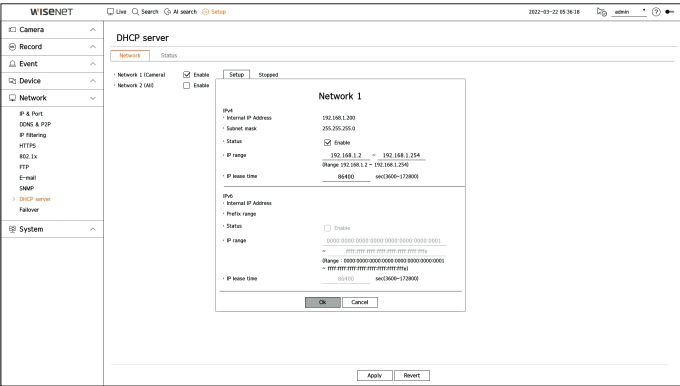 WISENET Live Search AI search Setup 2022-03-22 05:36:18 admin
Camera
Record
Event
Device
Network
IP & Port
DDNS & P2P
IP filtering
HTTPS
802.1x
FTP
E-mail
SNMP
DHCP server
Failover
System
DHCP server
Network Status
Network 1 (Camera) Enable Setup Stopped
Network 2 (All) Enable
Network 1
IPv4
Internal IP Address 192.168.1.200
Subnet mask 255.255.255.0
Status Enable
IP range 192.168.1.2 ~ 192.168.1.254
(Range 192.168.1.2 ~ 192.168.1.254)
IP lease time 86400 sec(3600~172800)
IPv6
Internal IP Address
Prefix range
Status Enable
IP range 0000:0000:0000:0000:0000:0000:0000:0001
~ ffff:ffff:ffff:ffff:ffff:ffff:ffff:fffe
(Range : 0000:0000:0000:0000:0000:0000:0000:0001
~ ffff:ffff:ffff:ffff:ffff:ffff:ffff:fffe)
IP lease time 86400 sec(3600~172800)
Ok Cancel
Apply Revert